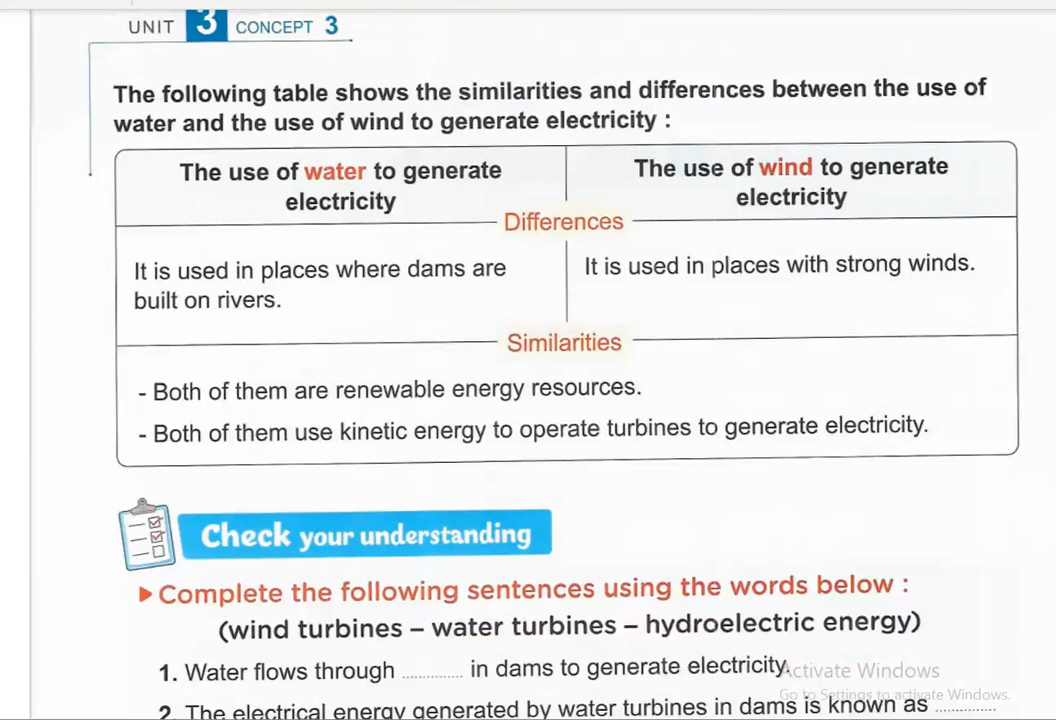 UNIT 3 CONCEPT 3
The following table shows the similarities and differences between the use of
water and the use of wind to generate electricity :
The use of water to generate
electricity
The use of wind to generate
electricity
Differences
It is used in places where dams are
built on rivers.
It is used in places with strong winds.
Similarities
- Both of them are renewable energy resources.
- Both of them use kinetic energy to operate turbines to generate electricity.
Check your understanding
Complete the following sentences using the words below :
(wind turbines – water turbines – hydroelectric energy)
1. Water flows through .............. in dams to generate electricity.
2. The electrical energy generated by water turbines in dams is known as ..............
Activate Windows
Go to Settings to activate Windows.